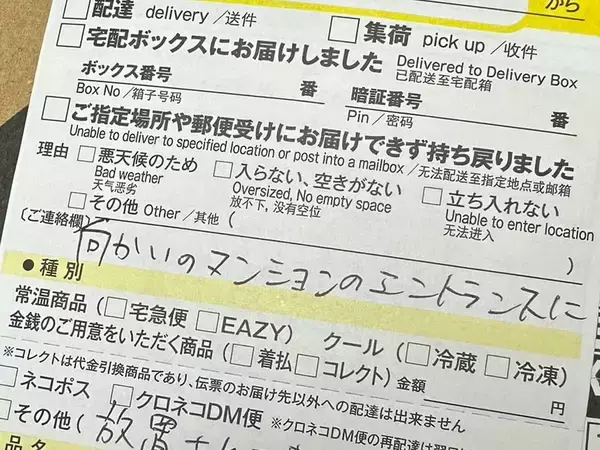 から
□配達 delivery/送件 □集荷 pick up/收件
□宅配ボックスにお届けしました Delivered to Delivery Box 已配送至宅配箱
ボックス番号 番 暗証番号 番
Box No/箱子号码 Pin/密码
□ご指定場所や郵便受けにお届けできず持ち戻りました
Unable to deliver to specified location or post into a mailbox/无法配送至指定地点或邮箱
理由 □悪天候のため □入らない、空きがない □立ち入れない
Bad weather Oversized, No empty space Unable to enter location
天气恶劣 放不下, 没有空位 无法进入
□その他 Other/其他 ( )
(ご連絡欄)
向かいのマンションのエントランスに
●種別
常温商品 (□宅急便 □EAZY) クール (□冷蔵 □冷凍)
金銭のご用意をいただく商品 (□着払 □コレクト) 金額 円
※コレクトは代金引換商品であり、伝票のお届け先以外への配達は出来ません
□ネコポス □クロネコDM便 ※クロネコDM便の再配達は翌
□その他 (放置
品名